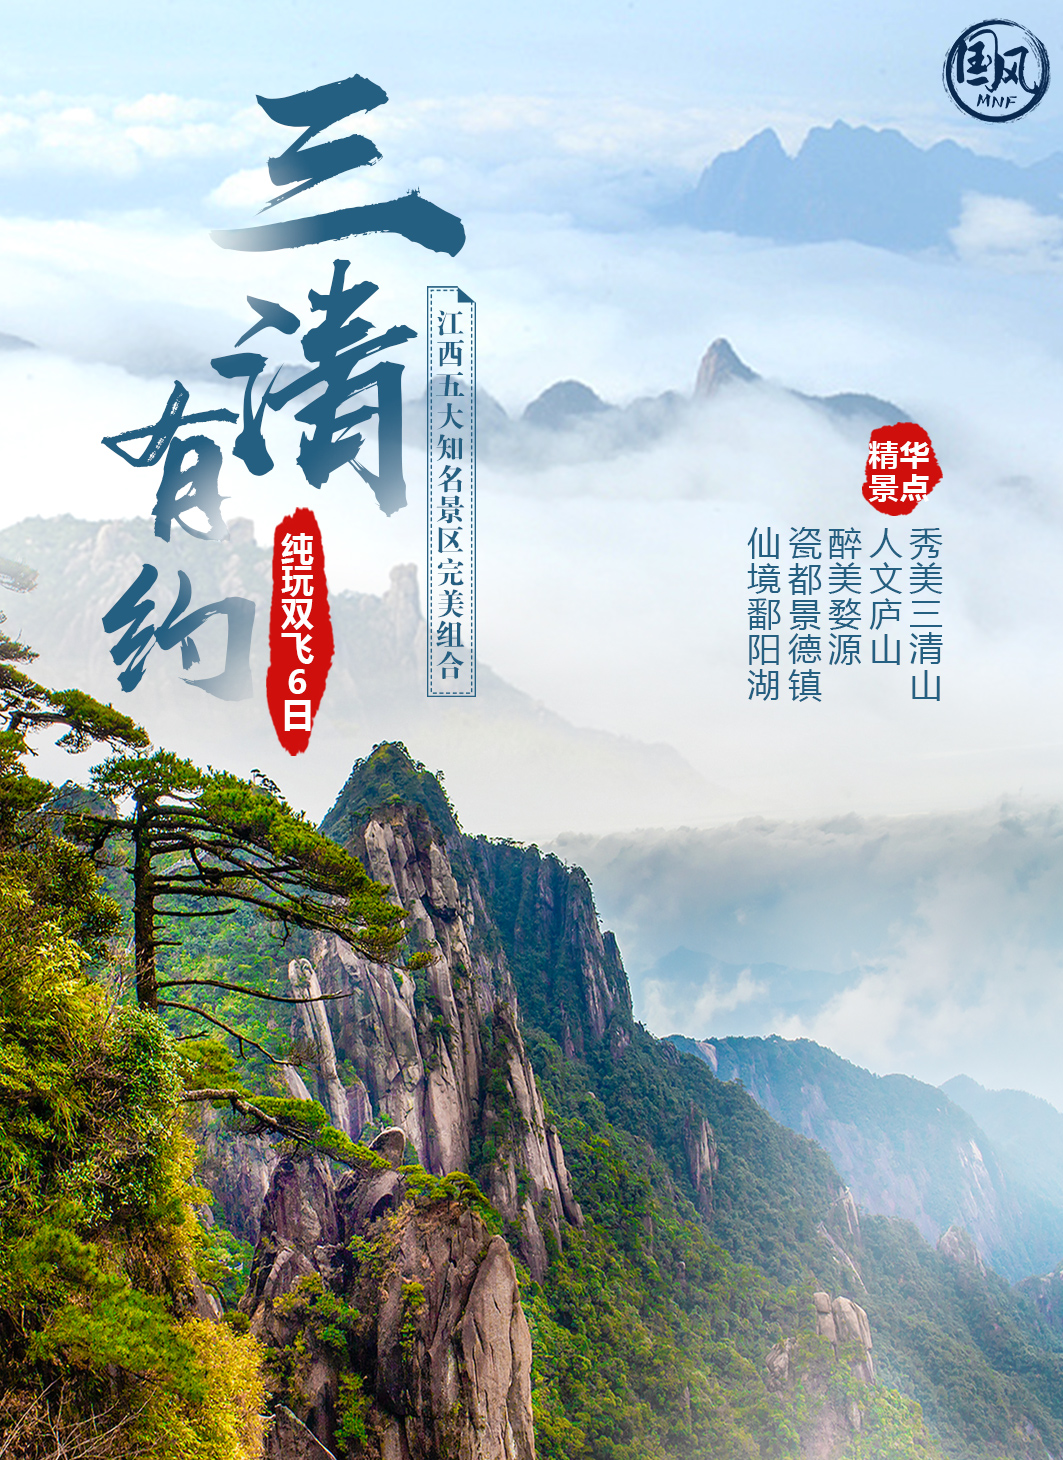 国风
MNF
三清
有约
江西五大知名景区完美组合
纯玩双飞6日
精华
景点
秀美三清山
人文庐山
醉美婺源
瓷都景德镇
仙境鄱阳湖